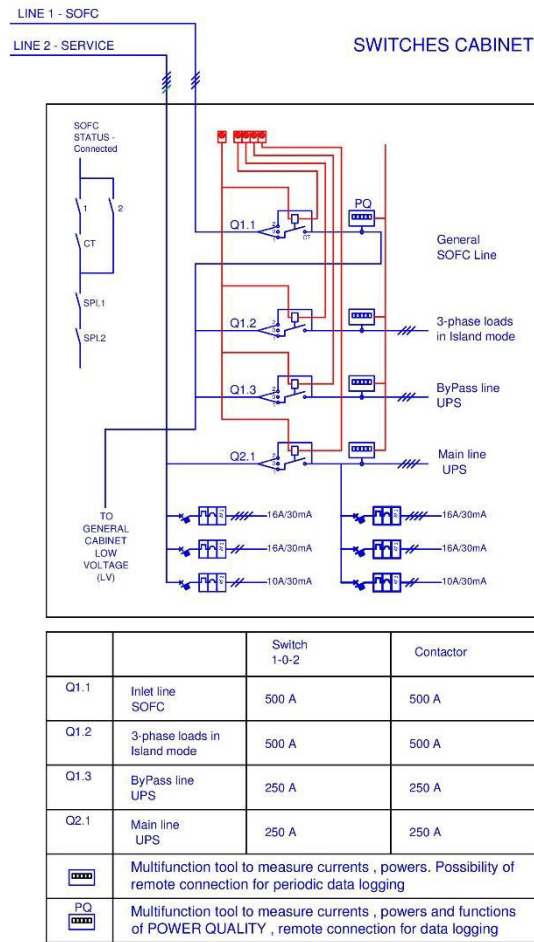 LINE 1 - SOFC
LINE 2 - SERVICE
SWITCHES CABINET
SOFC
STATUS -
Connected
1
2
CT
SPI.1
SPI.2
PQ
Q1.1
CT
General
SOFC Line
Q1.2
3-phase loads
in Island mode
Q1.3
ByPass line
UPS
Q2.1
Main line
UPS
TO
GENERAL
CABINET
LOW
VOLTAGE
(LV)
16A/30mA
16A/30mA
16A/30mA
16A/30mA
10A/30mA
10A/30mA
Switch
1-0-2
Contactor
Q1.1
Inlet line
SOFC
500 A
500 A
Q1.2
3-phase loads in
Island mode
500 A
500 A
Q1.3
ByPass line
UPS
250 A
250 A
Q2.1
Main line
UPS
250 A
250 A
Multifunction tool to measure currents , powers. Possibility of
remote connection for periodic data logging
PQ
Multifunction tool to measure currents , powers and functions
of POWER QUALITY , remote connection for data logging